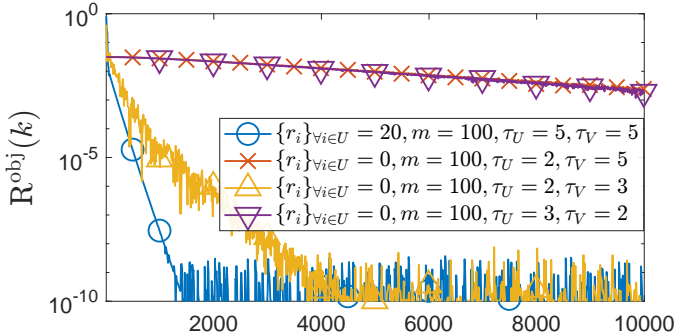 10^0
10^-5
10^-10
R^obj(k)
{r_i}_∀i∈U = 20, m = 100, τ_U = 5, τ_V = 5
{r_i}_∀i∈U = 0, m = 100, τ_U = 2, τ_V = 5
{r_i}_∀i∈U = 0, m = 100, τ_U = 2, τ_V = 3
{r_i}_∀i∈U = 0, m = 100, τ_U = 3, τ_V = 2
2000 4000 6000 8000 10000